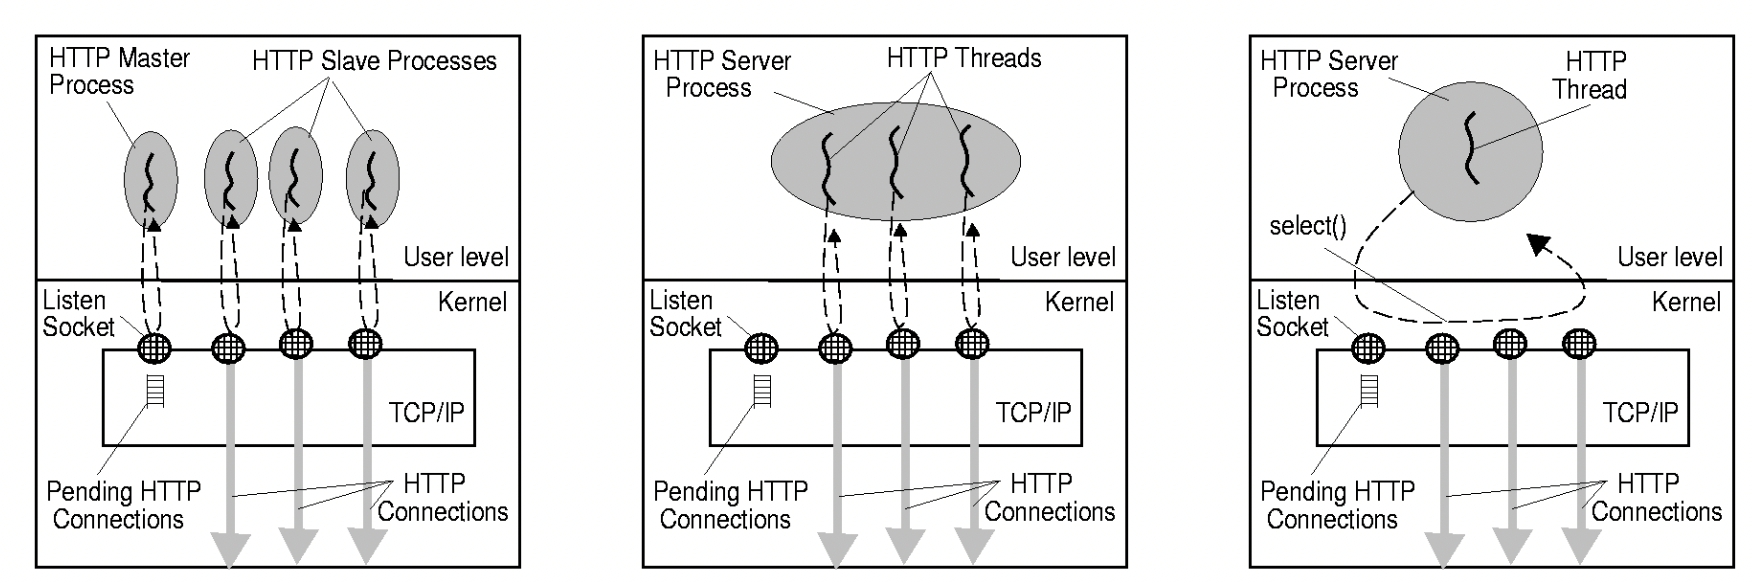 HTTP Master
Process
HTTP Slave Processes
User level
Kernel
Listen
Socket
TCP/IP
Pending HTTP
Connections
HTTP
Connections
HTTP Server
Process
HTTP Threads
User level
Kernel
Listen
Socket
TCP/IP
Pending HTTP
Connections
HTTP
Connections
HTTP Server
Process
HTTP
Thread
select()
User level
Kernel
Listen
Socket
TCP/IP
Pending HTTP
Connections
HTTP
Connections